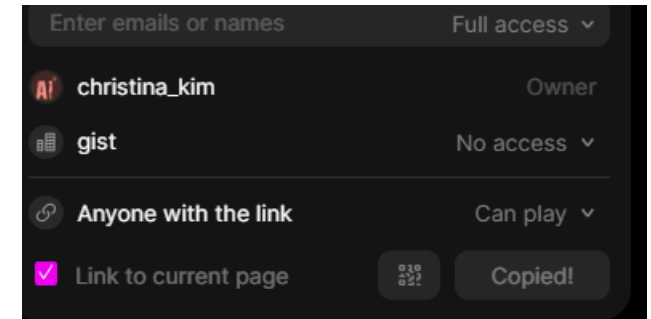 Enter emails or names Full access
Ai christina_kim Owner
gist No access
Anyone with the link Can play
Link to current page Copied!